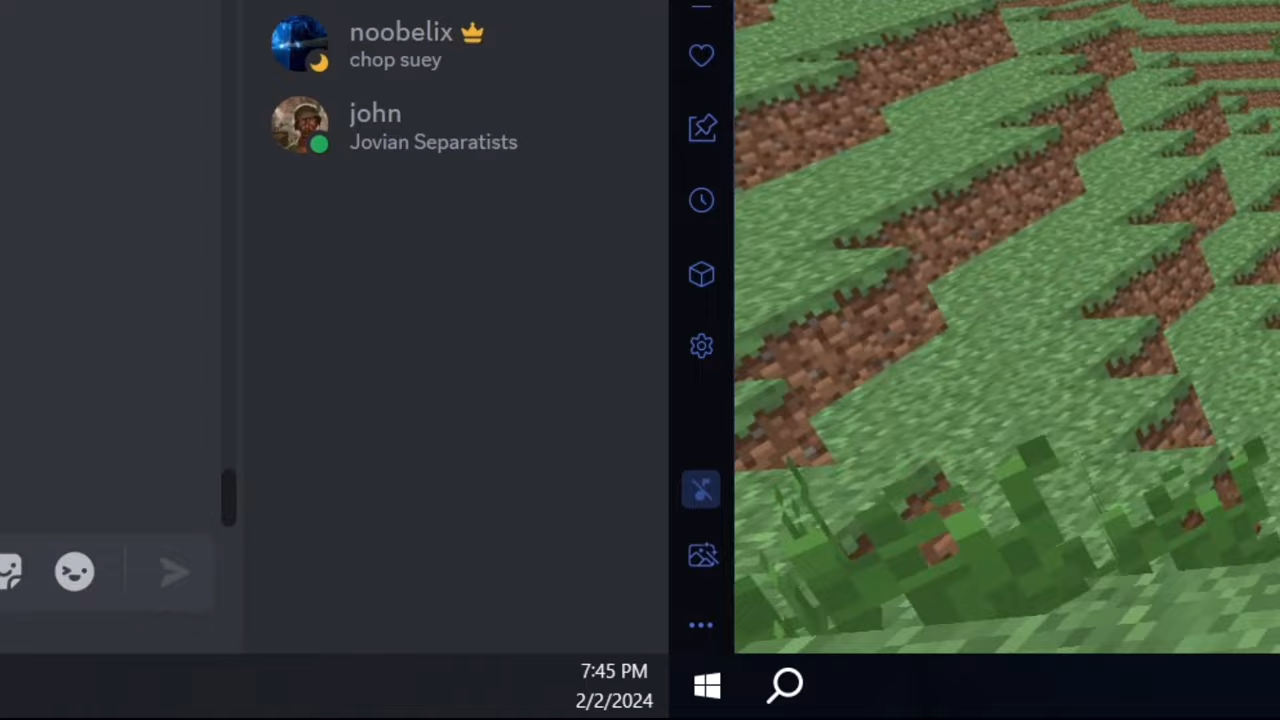 noobelix
chop suey
john
Jovian Separatists
7:45 PM
2/2/2024